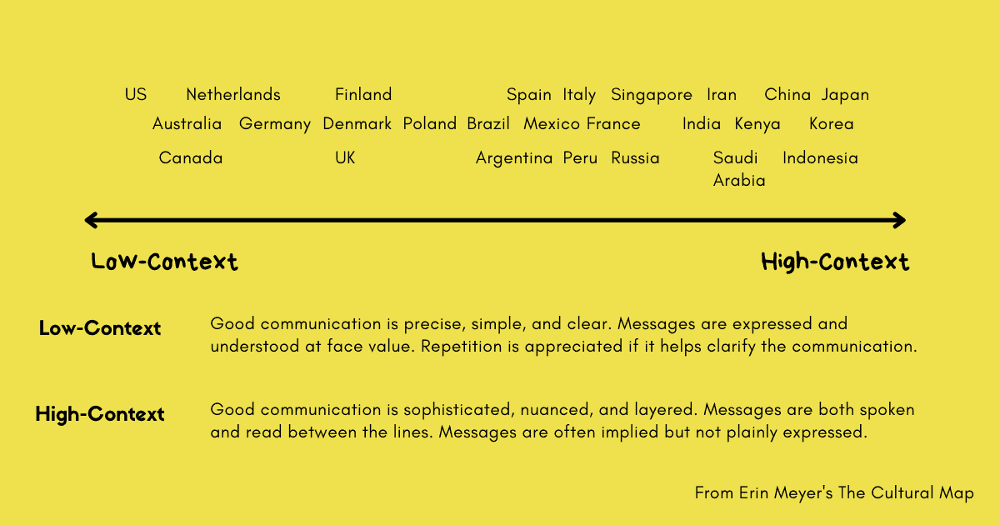 US Netherlands Finland Spain Italy Singapore Iran China Japan
Australia Germany Denmark Poland Brazil Mexico France India Kenya Korea
Canada UK Argentina Peru Russia Saudi Indonesia
Arabia
Low-Context High-Context
Low-Context Good communication is precise, simple, and clear. Messages are expressed and
understood at face value. Repetition is appreciated if it helps clarify the communication.
High-Context Good communication is sophisticated, nuanced, and layered. Messages are both spoken
and read between the lines. Messages are often implied but not plainly expressed.
From Erin Meyer's The Cultural Map